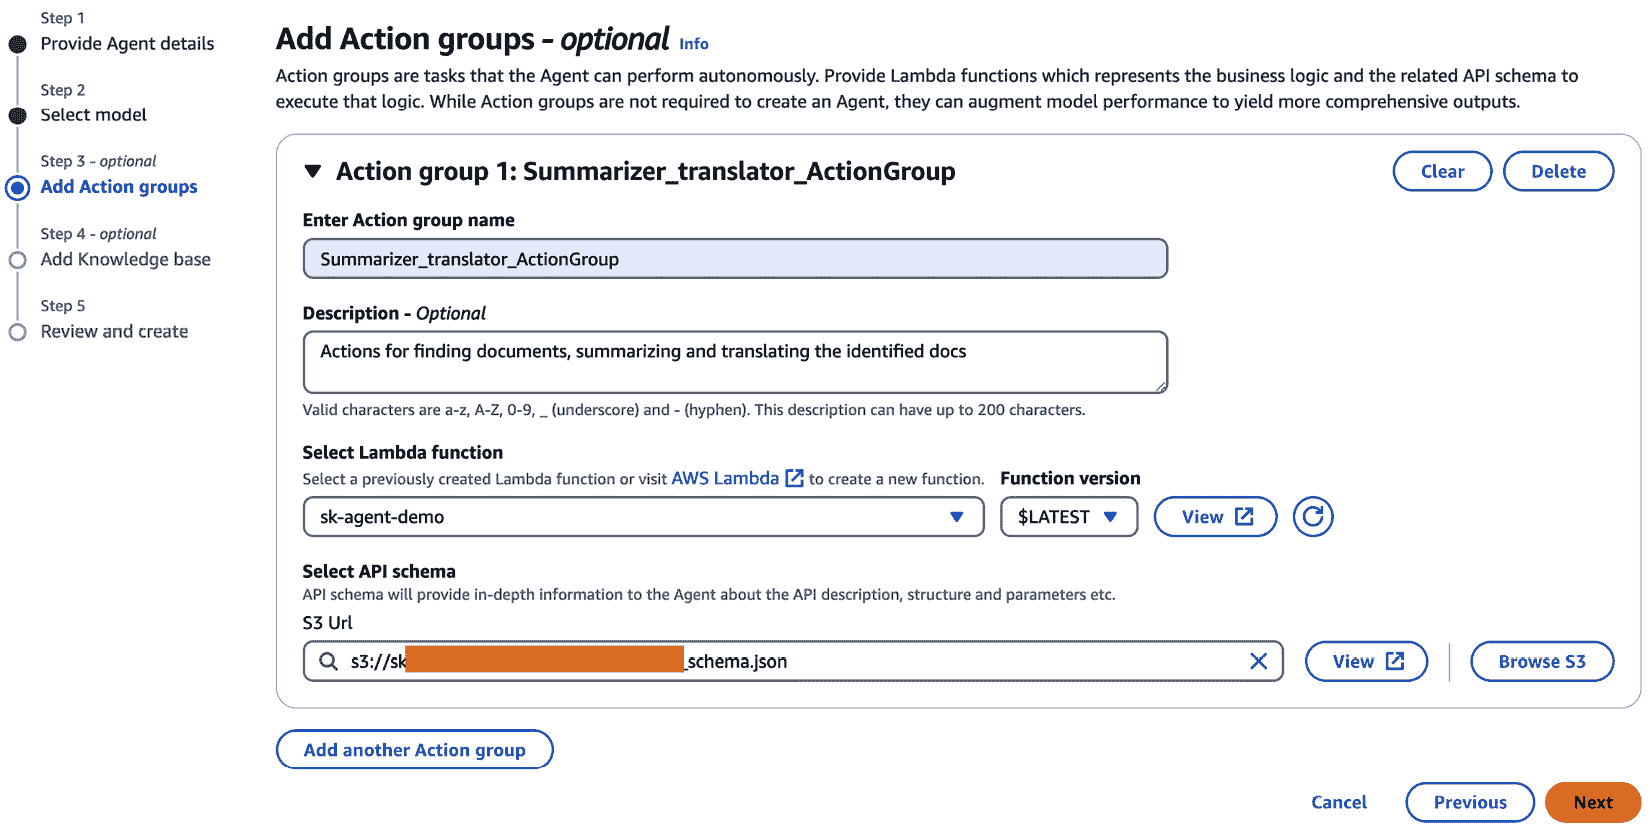 Step 1
Provide Agent details
Step 2
Select model
Step 3 - optional
Add Action groups
Step 4 - optional
Add Knowledge base
Step 5
Review and create
Add Action groups - optional Info
Action groups are tasks that the Agent can perform autonomously. Provide Lambda functions which represents the business logic and the related API schema to
execute that logic. While Action groups are not required to create an Agent, they can augment model performance to yield more comprehensive outputs.
Action group 1: Summarizer_translator_ActionGroup
Clear
Delete
Enter Action group name
Summarizer_translator_ActionGroup
Description - Optional
Actions for finding documents, summarizing and translating the identified docs
Valid characters are a-z, A-Z, 0-9, _ (underscore) and - (hyphen). This description can have up to 200 characters.
Select Lambda function
Select a previously created Lambda function or visit AWS Lambda to create a new function.
Function version
sk-agent-demo
$LATEST
View
Select API schema
API schema will provide in-depth information to the Agent about the API description, structure and parameters etc.
S3 Url
s3://sk _schema.json
View
Browse S3
Add another Action group
Cancel
Previous
Next